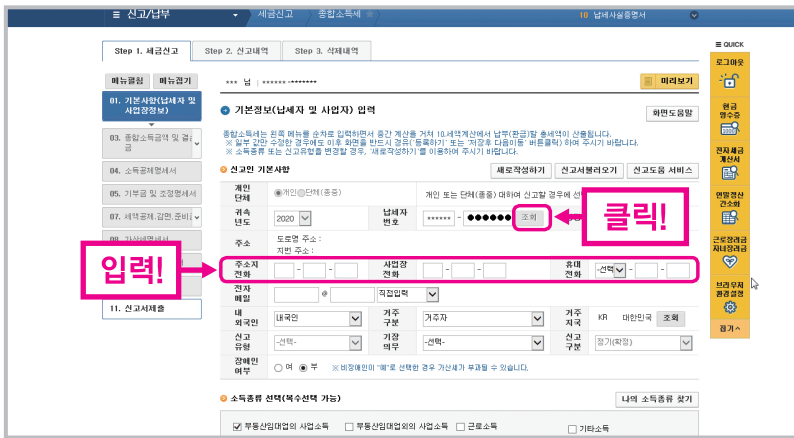 ≡ 신고/납부 세금신고 종합소득세 10 납세사실증명서
Step 1. 세금신고 Step 2. 신고내역 Step 3. 삭제내역
≡ QUICK
로그아웃
메뉴펼침 메뉴접기
*** 님 ******-*******
미리보기
01. 기본사항(납세자 및
사업장정보)
기본정보(납세자 및 사업자) 입력
화면도움말
현금
영수증
종합소득세는 왼쪽 메뉴를 순차로 입력하면서 중간 계산을 거쳐 10.세액계산에서 납부(환급)할 총세액이 산출됩니다.
※ 일부 값만 수정한 경우에도 이후 화면을 반드시 경유('등록하기' 또는 '저장후 다음이동' 버튼클릭) 하여 주시기 바랍니다.
※ 소득종류 또는 신고유형을 변경할 경우, '새로작성하기'를 이용하여 주시기 바랍니다.
03. 종합소득금액 및 결손
금
전자세금
계산서
신고인 기본사항
새로작성하기 신고서불러오기 신고도움 서비스
04. 소득공제명세서
05. 기부금 및 조정명세서
개인
단체
개인 단체(종중)
개인 또는 단체(종중) 대하여 신고할 경우에 선
연말정산
간소화
07. 세액공제,감면,준비금
귀속
년도
2020
납세자
번호
****** - ●●●●●● 조회
클릭!
주소
도로명 주소 :
지번 주소 :
근로장려금
자녀장려금
입력!
주소지
전화
- -
사업장
전화
- -
휴대
전화
-선택 - -
전자
메일
@
직접입력
브라우저
환경설정
11. 신고서제출
내
외국인
내국인
거주
구분
거주자
거주
지국
KR 대한민국 조회
접기^
신고
유형
-선택-
기장
의무
-선택-
신고
구분
정기(확정)
장애인
여부
여 부
※ 비장애인이 "예"로 선택한 경우 가산세가 부과될 수 있습니다.
소득종류 선택(복수선택 가능)
나의 소득종류 찾기
부동산임대업의 사업소득 부동산임대업외의 사업소득 근로소득 기타소득